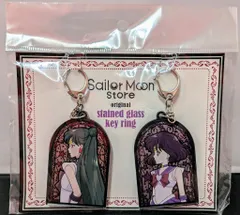 Sailor Moon
store
original
stained glass
key ring